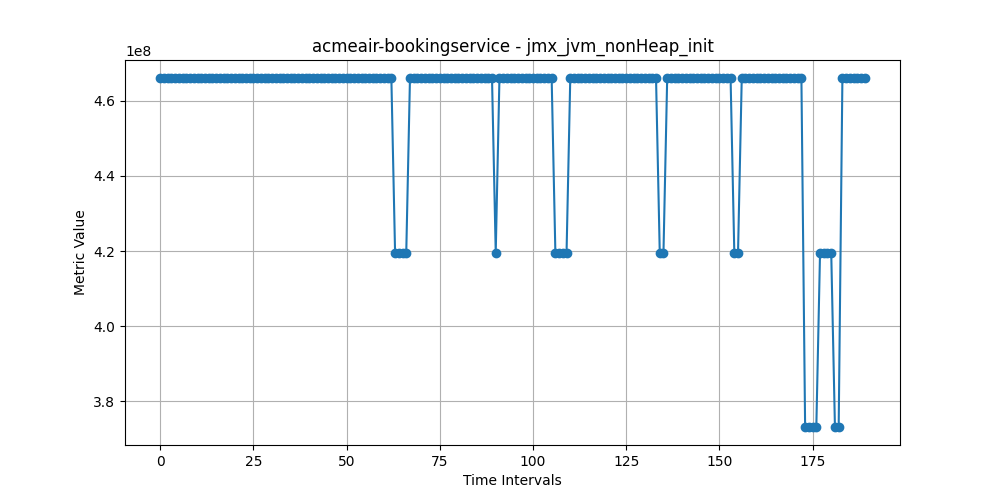 acmeair-bookingservice - jmx_jvm_nonHeap_init
1e8
4.6
4.4
4.2
4.0
3.8
Metric Value
0 25 50 75 100 125 150 175
Time Intervals